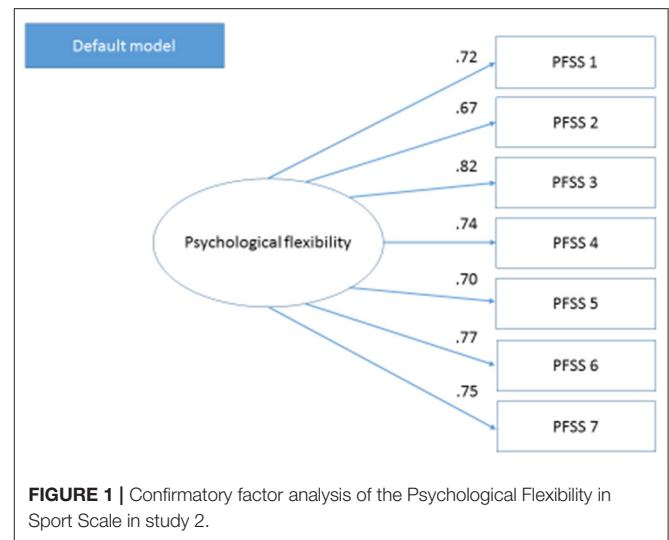 Default model
.72
PFSS 1
.67
PFSS 2
.82
PFSS 3
Psychological flexibility
.74
PFSS 4
.70
PFSS 5
.77
PFSS 6
.75
PFSS 7
FIGURE 1 | Confirmatory factor analysis of the Psychological Flexibility in
Sport Scale in study 2.